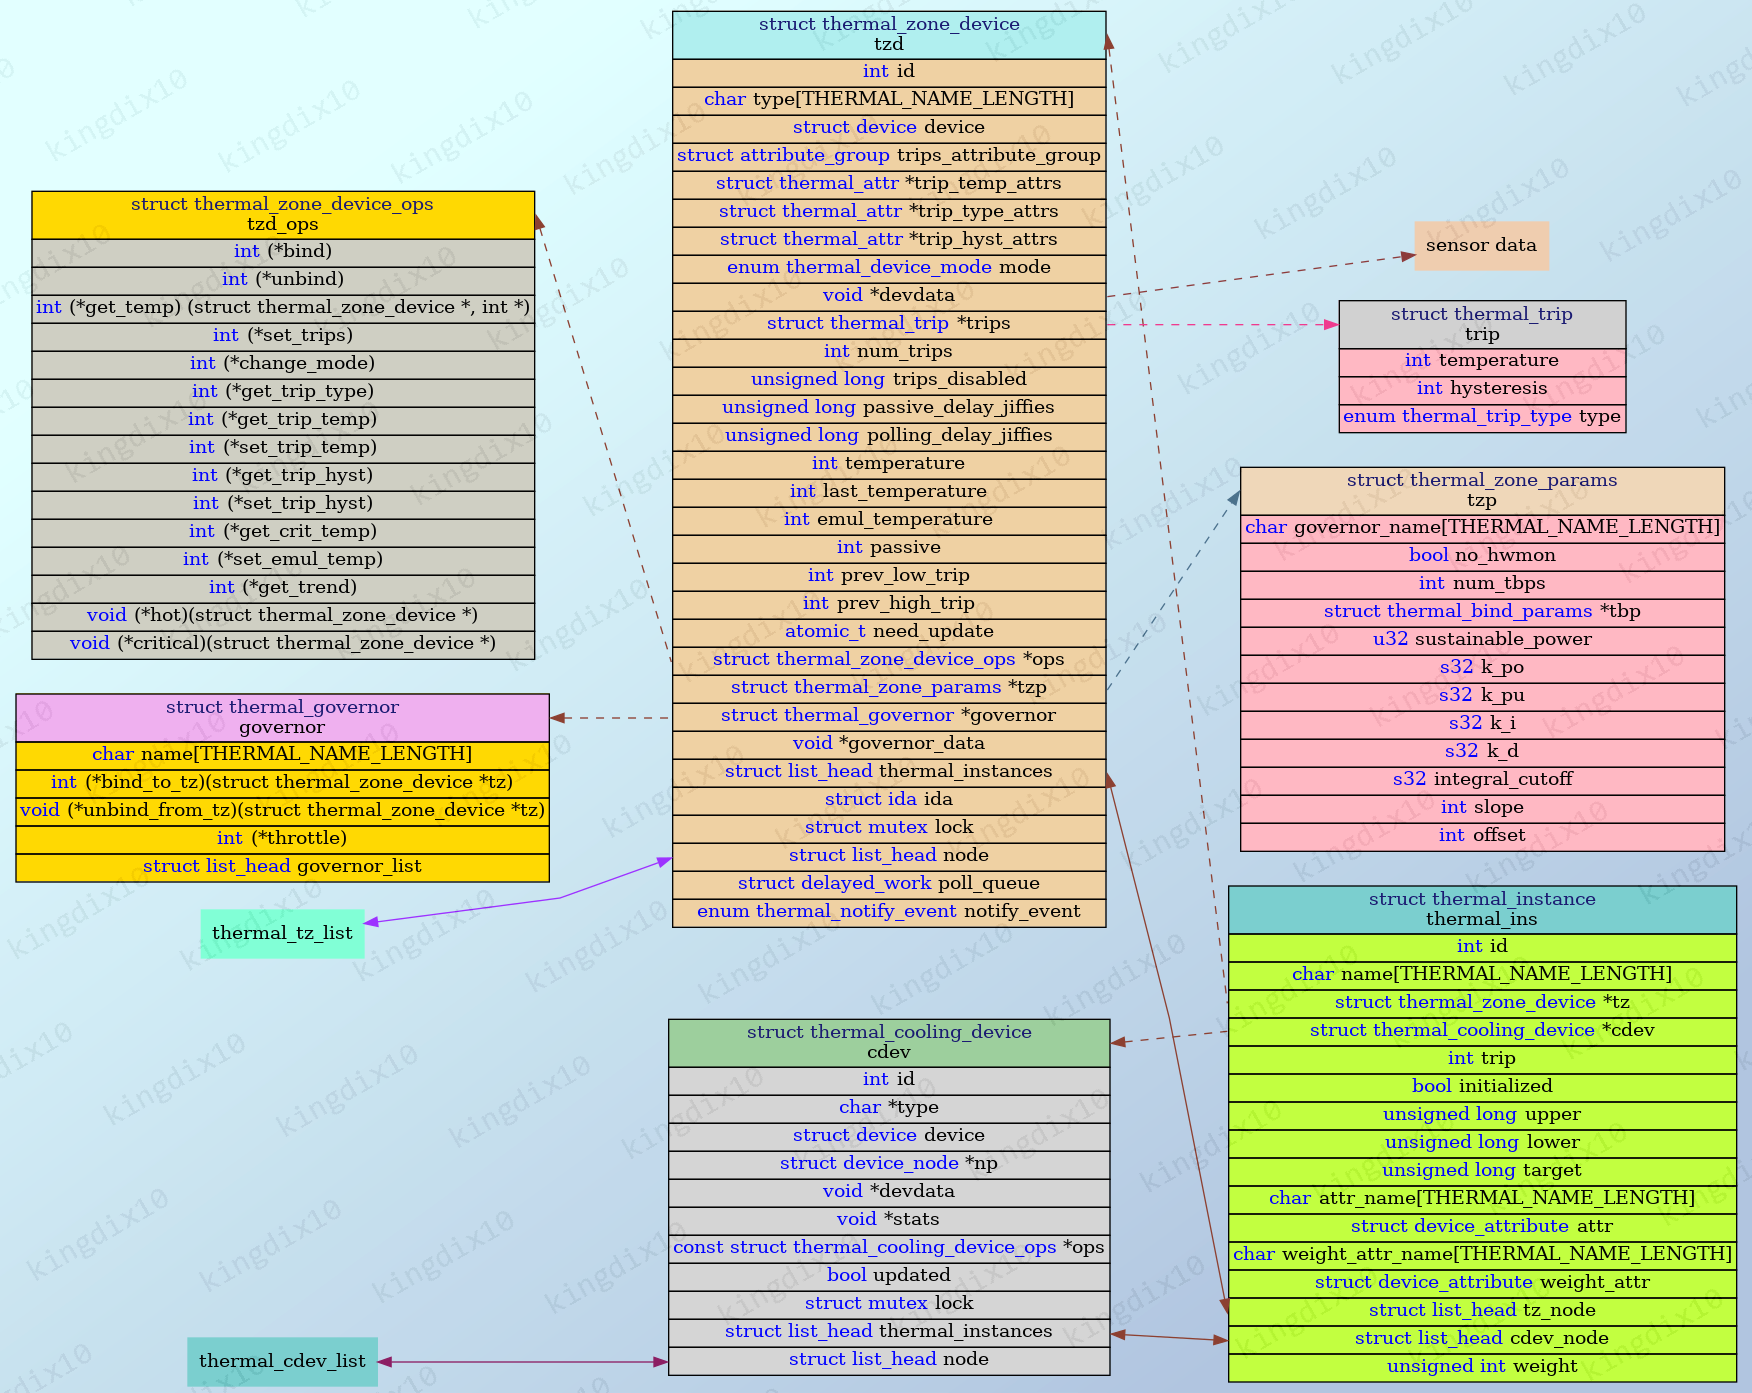 struct thermal_zone_device
tzd
int id
char type[THERMAL_NAME_LENGTH]
struct device device
struct attribute_group trips_attribute_group
struct thermal_attr *trip_temp_attrs
struct thermal_attr *trip_type_attrs
struct thermal_attr *trip_hyst_attrs
enum thermal_device_mode mode
void *devdata
struct thermal_trip *trips
int num_trips
unsigned long trips_disabled
unsigned long passive_delay_jiffies
unsigned long polling_delay_jiffies
int temperature
int last_temperature
int emul_temperature
int passive
int prev_low_trip
int prev_high_trip
atomic_t need_update
struct thermal_zone_device_ops *ops
struct thermal_zone_params *tzp
struct thermal_governor *governor
void *governor_data
struct list_head thermal_instances
struct ida ida
struct mutex lock
struct list_head node
struct delayed_work poll_queue
enum thermal_notify_event notify_event
struct thermal_zone_device_ops
tzd_ops
int (*bind)
int (*unbind)
int (*get_temp) (struct thermal_zone_device *, int *)
int (*set_trips)
int (*change_mode)
int (*get_trip_type)
int (*get_trip_temp)
int (*set_trip_temp)
int (*get_trip_hyst)
int (*set_trip_hyst)
int (*get_crit_temp)
int (*set_emul_temp)
int (*get_trend)
void (*hot)(struct thermal_zone_device *)
void (*critical)(struct thermal_zone_device *)
struct thermal_governor
governor
char name[THERMAL_NAME_LENGTH]
int (*bind_to_tz)(struct thermal_zone_device *tz)
void (*unbind_from_tz)(struct thermal_zone_device *tz)
int (*throttle)
struct list_head governor_list
thermal_tz_list
sensor data
struct thermal_trip
trip
int temperature
int hysteresis
enum thermal_trip_type type
struct thermal_zone_params
tzp
char governor_name[THERMAL_NAME_LENGTH]
bool no_hwmon
int num_tbps
struct thermal_bind_params *tbp
u32 sustainable_power
s32 k_po
s32 k_pu
s32 k_i
s32 k_d
s32 integral_cutoff
int slope
int offset
struct thermal_instance
thermal_ins
int id
char name[THERMAL_NAME_LENGTH]
struct thermal_zone_device *tz
struct thermal_cooling_device *cdev
int trip
bool initialized
unsigned long upper
unsigned long lower
unsigned long target
char attr_name[THERMAL_NAME_LENGTH]
struct device_attribute attr
char weight_attr_name[THERMAL_NAME_LENGTH]
struct device_attribute weight_attr
struct list_head tz_node
struct list_head cdev_node
unsigned int weight
struct thermal_cooling_device
cdev
int id
char *type
struct device device
struct device_node *np
void *devdata
void *stats
const struct thermal_cooling_device_ops *ops
bool updated
struct mutex lock
struct list_head thermal_instances
struct list_head node
thermal_cdev_list
kingdix10